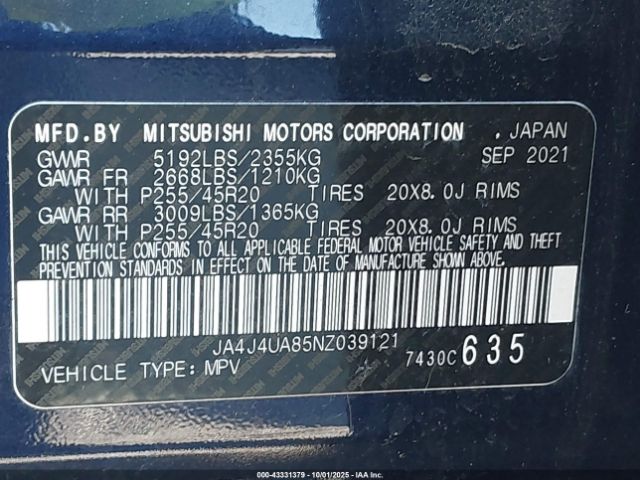 MFD.BY MITSUBISHI MOTORS CORPORATION , JAPAN
GVWR 5192LBS/2355KG SEP 2021
GAWR FR 2668LBS/1210KG
WITH P255/45R20 TIRES 20X8.0J RIMS
GAWR RR 3009LBS/1365KG
WITH P255/45R20 TIRES 20X8.0J RIMS
THIS VEHICLE CONFORMS TO ALL APPLICABLE FEDERAL MOTOR VEHICLE SAFETY AND THEFT
PREVENTION STANDARDS IN EFFECT ON THE DATE OF MANUFACTURE SHOWN ABOVE.
JA4J4UA85NZ039121
VEHICLE TYPE: MPV 7430C 635
000-43331379 - 10/01/2025 - IAA Inc.